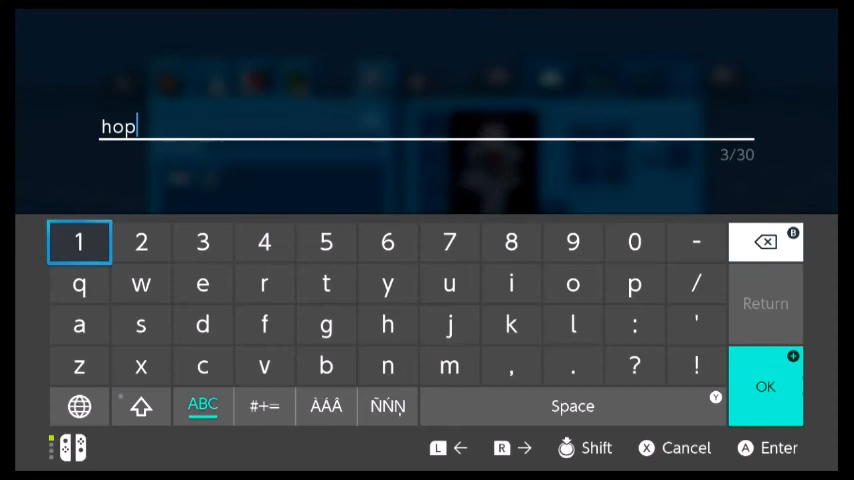 hop
3/30
1 2 3 4 5 6 7 8 9 0 -
B
q w e r t y u i o p /
Return
a s d f g h j k l : '
z x c v b n m , . ? !
+
OK
ABC #+= ÀÁÂ ÑŃŅ Space
Y
L ← R → Shift X Cancel A Enter